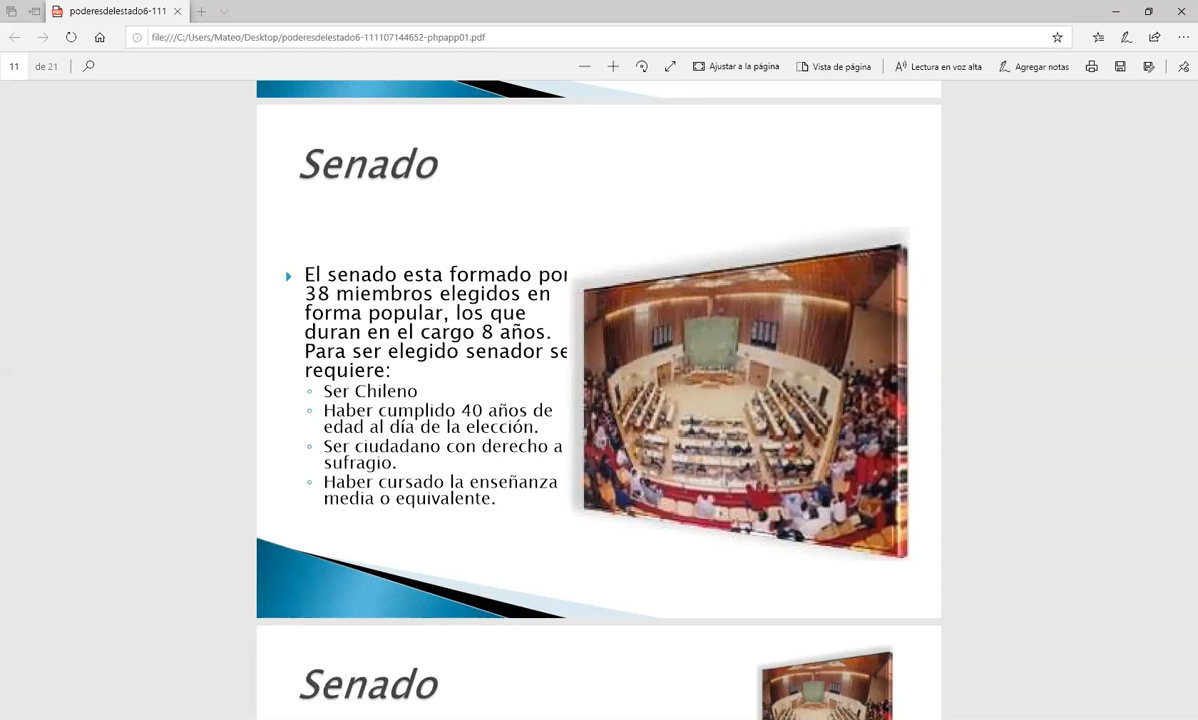 poderesdelestado6-111
file:///C:/Users/Mateo/Desktop/poderesdelestado6-111107144652-phpapp01.pdf
11 de 21
Ajustar a la página
Vista de página
Lectura en voz alta
Agregar notas
Senado
El senado esta formado por
38 miembros elegidos en
forma popular, los que
duran en el cargo 8 años.
Para ser elegido senador se
requiere:
Ser Chileno
Haber cumplido 40 años de
edad al día de la elección.
Ser ciudadano con derecho a
sufragio.
Haber cursado la enseñanza
media o equivalente.
Senado